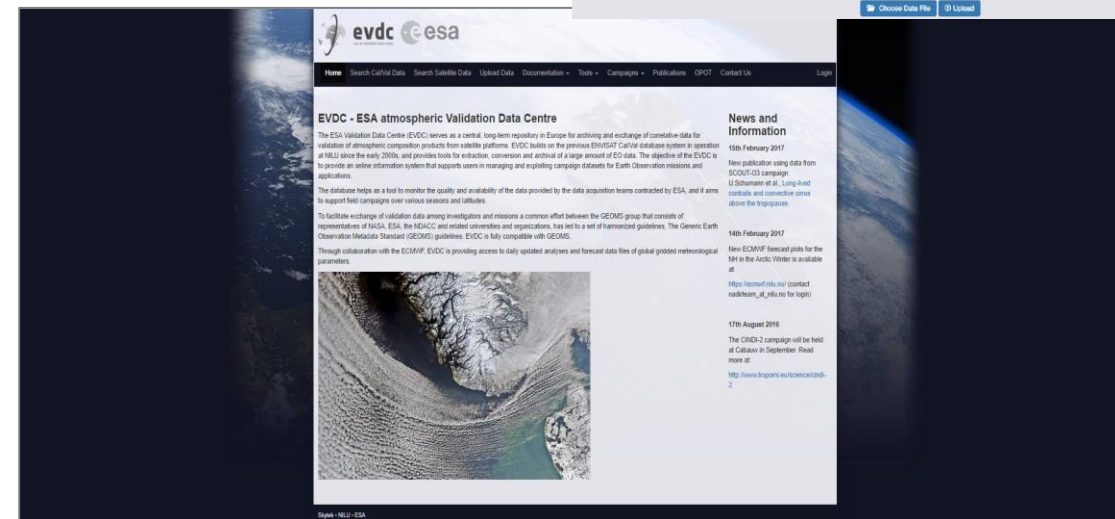 Choose Data File Upload
evdc esa
Home Search Cal/Val Data Search Satellite Data Upload Data Documentation Tools Campaigns Publications OPOT Contact Us Login
EVDC - ESA atmospheric Validation Data Centre
The ESA Validation Data Centre (EVDC) serves as a central, long-term repository in Europe for archiving and exchange of correlative data for
validation of atmospheric composition products from satellite platforms. EVDC builds on the previous ENVISAT Cal/Val database system in operation
at NILU since the early 2000s, and provides tools for extraction, conversion and archival of a large amount of EO data. The objective of the EVDC is
to provide an online information system that supports users in managing and exploiting campaign datasets for Earth Observation missions and
applications.
The database helps as a tool to monitor the quality and availability of the data provided by the data acquisition teams contracted by ESA, and it aims
to support field campaigns over various seasons and latitudes.
To facilitate exchange of validation data among investigators and missions a common effort between the GEOMS group that consists of
representatives of NASA, ESA, the NDACC and related universities and organizations, has led to a set of harmonized guidelines, The Generic Earth
Observation Metadata Standard (GEOMS) guidelines. EVDC is fully compatible with GEOMS.
Through collaboration with the ECMWF, EVDC is providing access to daily updated analyses and forecast data files of global gridded meteorological
parameters.
News and
Information
15th February 2017
New publication using data from
SCOUT-O3 campaign:
U.Schumann et al., Long-lived
contrails and convective cirrus
above the tropopause.
14th February 2017
New ECMWF forecast plots for the
NH in the Arctic Winter is available
at:
https://ecmwf.nilu.no/ (contact
nadirteam_at_nilu.no for login)
17th August 2016
The CINDI-2 campaign will be held
at Cabauw in September. Read
more at:
http://www.tropomi.eu/science/cindi-
2
Skytek - NILU - ESA